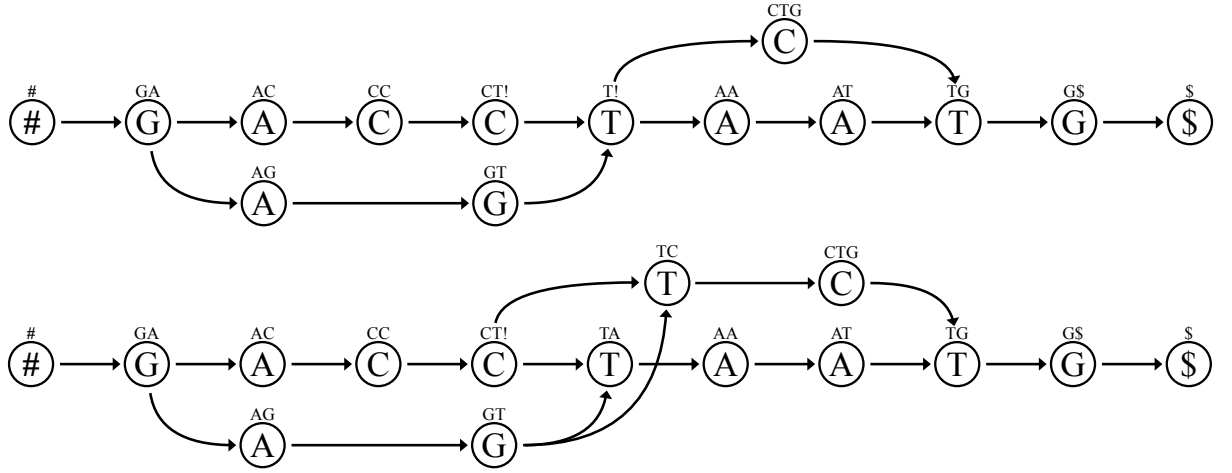 CTG
C
# GA AC CC CT! T! AA AT TG G$ $
# G A C C T A A T G $
AG GT
A G
TC CTG
T C
# GA AC CC CT! TA AA AT TG G$ $
# G A C C T A A T G $
AG GT
A G